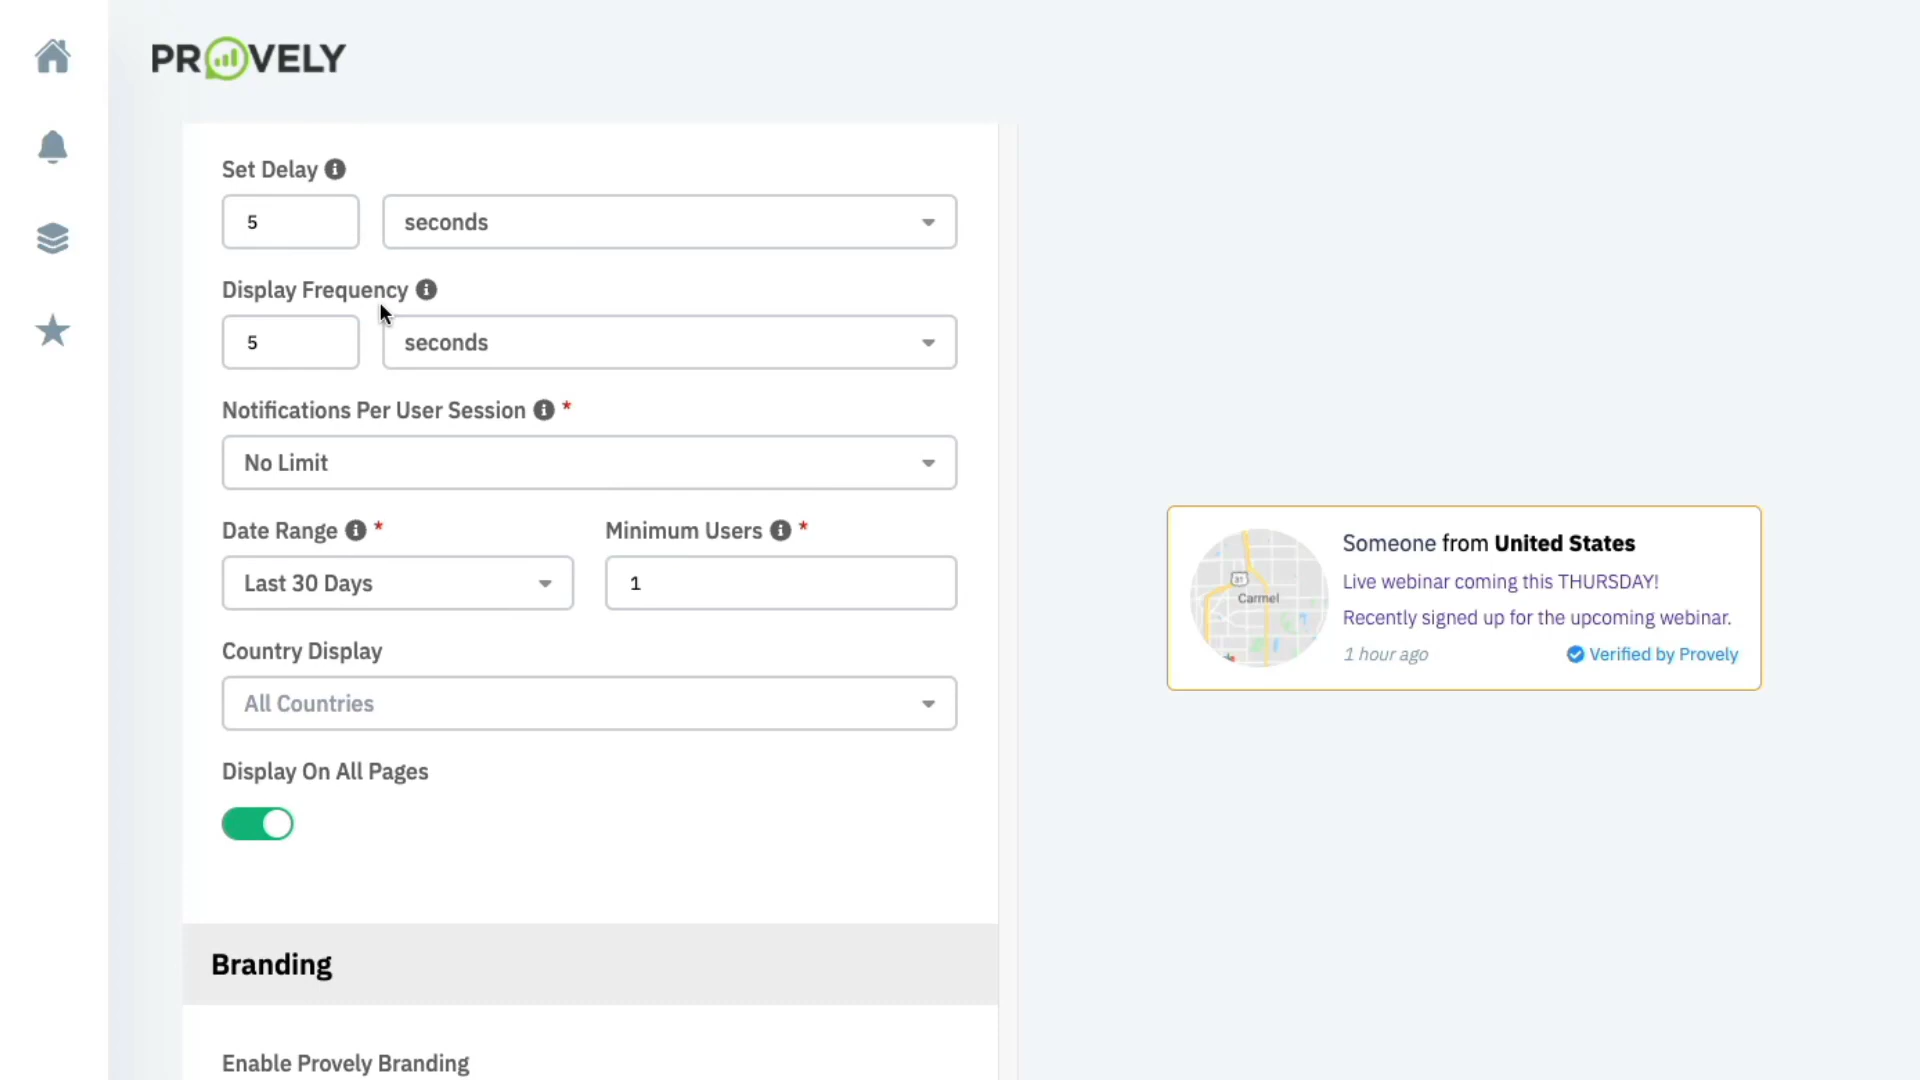 PROVELY
Set Delay
5
seconds
Display Frequency
5
seconds
Notifications Per User Session *
No Limit
Date Range *
Minimum Users *
Last 30 Days
1
Country Display
All Countries
Display On All Pages
Branding
Enable Provely Branding
31
Carmel
Someone from United States
Live webinar coming this THURSDAY!
Recently signed up for the upcoming webinar.
1 hour ago
Verified by Provely